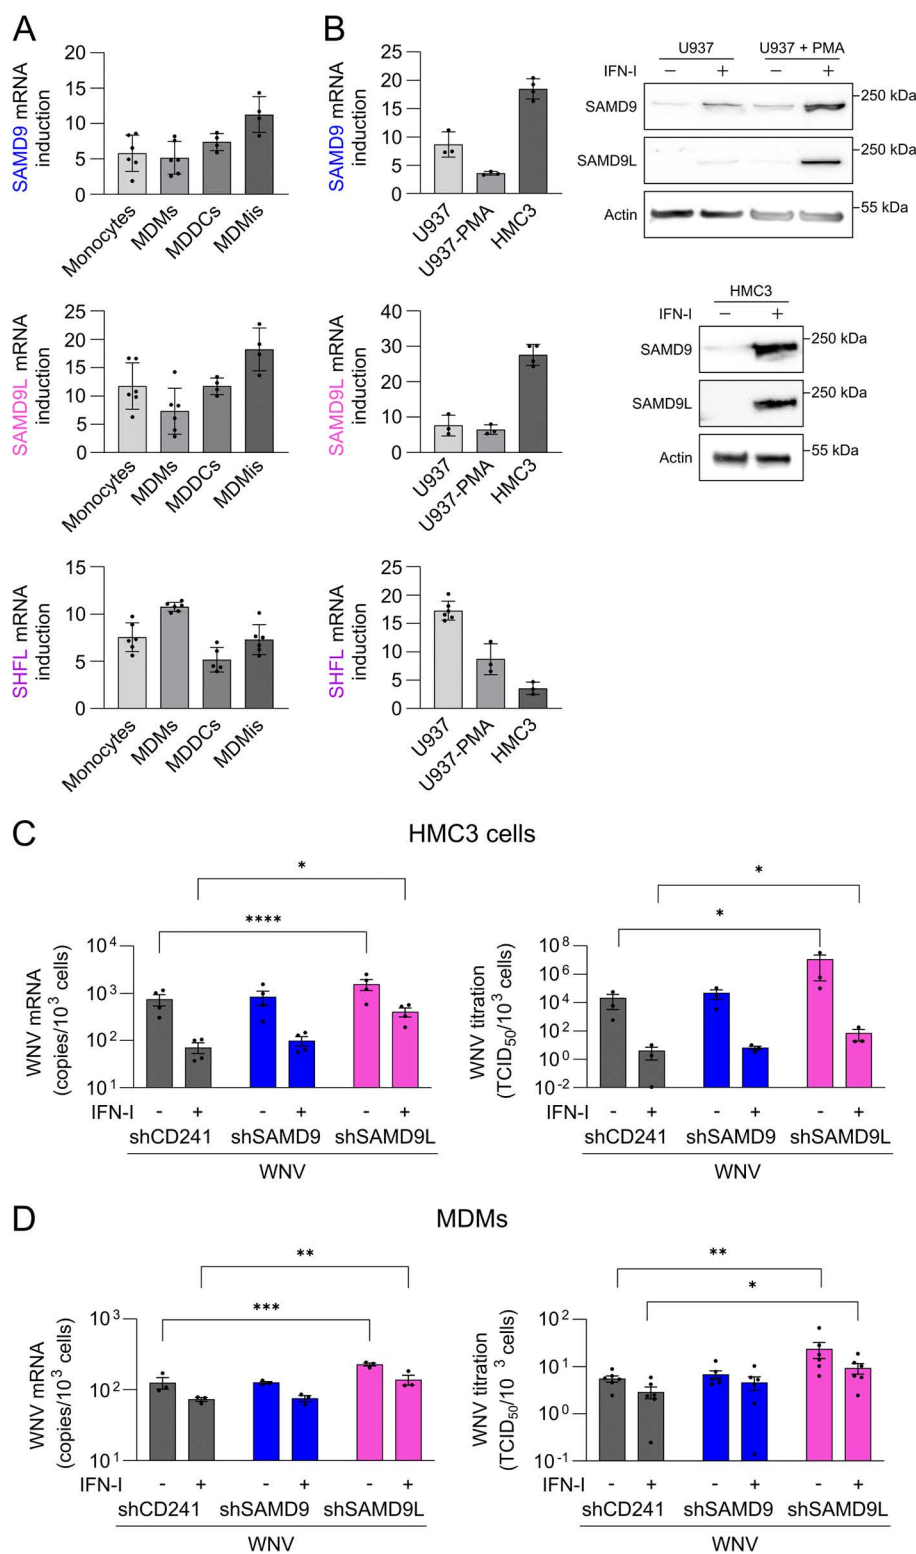 A
SAMD9 mRNA
induction
20
15
10
5
0
Monocytes
MDMs
MDDCs
MDMis
SAMD9L mRNA
induction
25
20
15
10
5
0
Monocytes
MDMs
MDDCs
MDMis
SHFL mRNA
induction
15
10
5
0
Monocytes
MDMs
MDDCs
MDMis
B
SAMD9 mRNA
induction
25
20
15
10
5
0
U937
U937-PMA
HMC3
SAMD9L mRNA
induction
40
30
20
10
0
U937
U937-PMA
HMC3
SHFL mRNA
induction
25
20
15
10
5
0
U937
U937-PMA
HMC3
U937 U937 + PMA
IFN-I − + − +
SAMD9 250 kDa
SAMD9L 250 kDa
Actin 55 kDa
HMC3
IFN-I − +
SAMD9 250 kDa
SAMD9L 250 kDa
Actin 55 kDa
C
HMC3 cells
*
****
WNV mRNA
(copies/10³ cells)
10⁴
10³
10²
10¹
IFN-I - + - + - +
shCD241 shSAMD9 shSAMD9L
WNV
*
*
WNV titration
(TCID₅₀/10³ cells)
10⁸
10⁶
10⁴
10²
10⁰
10⁻²
- + - + - +
IFN-I
shCD241 shSAMD9 shSAMD9L
WNV
D
MDMs
**
***
WNV mRNA
(copies/10³ cells)
10³
10²
10¹
IFN-I - + - + - +
shCD241 shSAMD9 shSAMD9L
WNV
**
*
WNV titration
(TCID₅₀/10 ³ cells)
10²
10¹
10⁰
10⁻¹
IFN-I - + - + - +
shCD241 shSAMD9 shSAMD9L
WNV